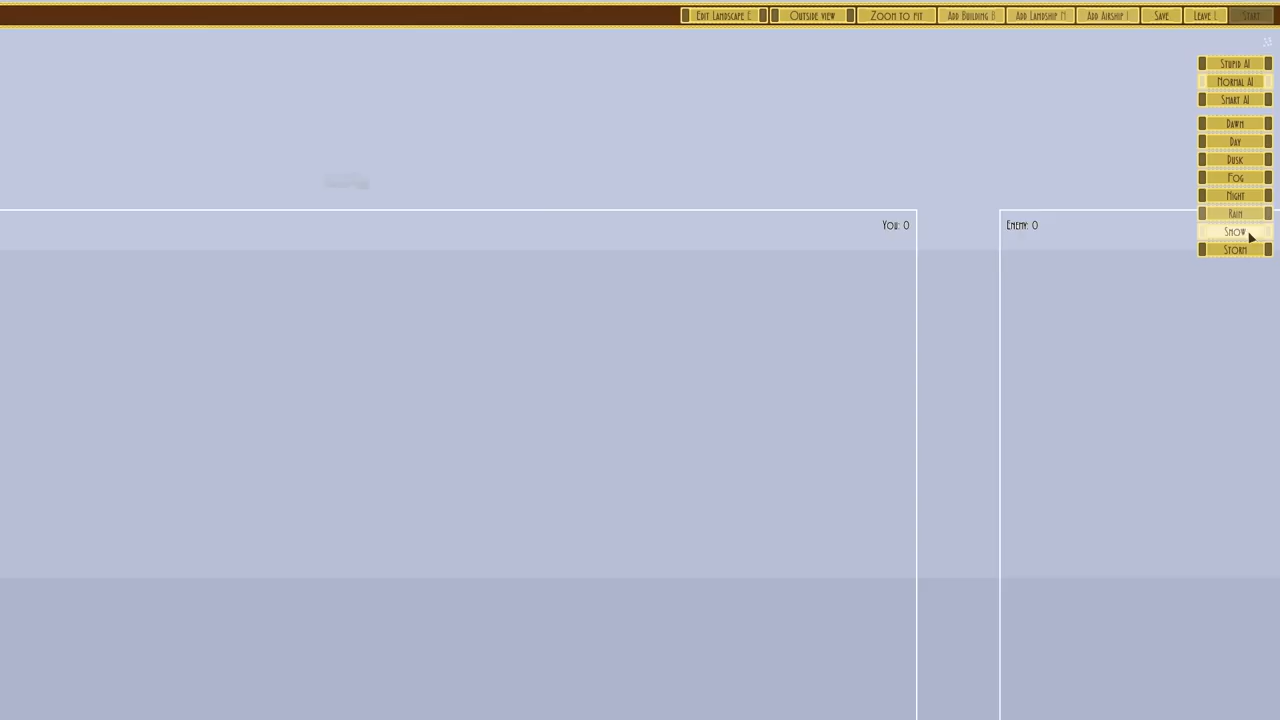 Edit Landscape E Outside view Zoom to fit Add Building B Add Landship N Add Airship I Save Leave L Start
38
Stupid AI
Normal AI
Smart AI
Dawn
Day
Dusk
Fog
Night
Rain
Snow
Storm
You: 0
Enemy: 0